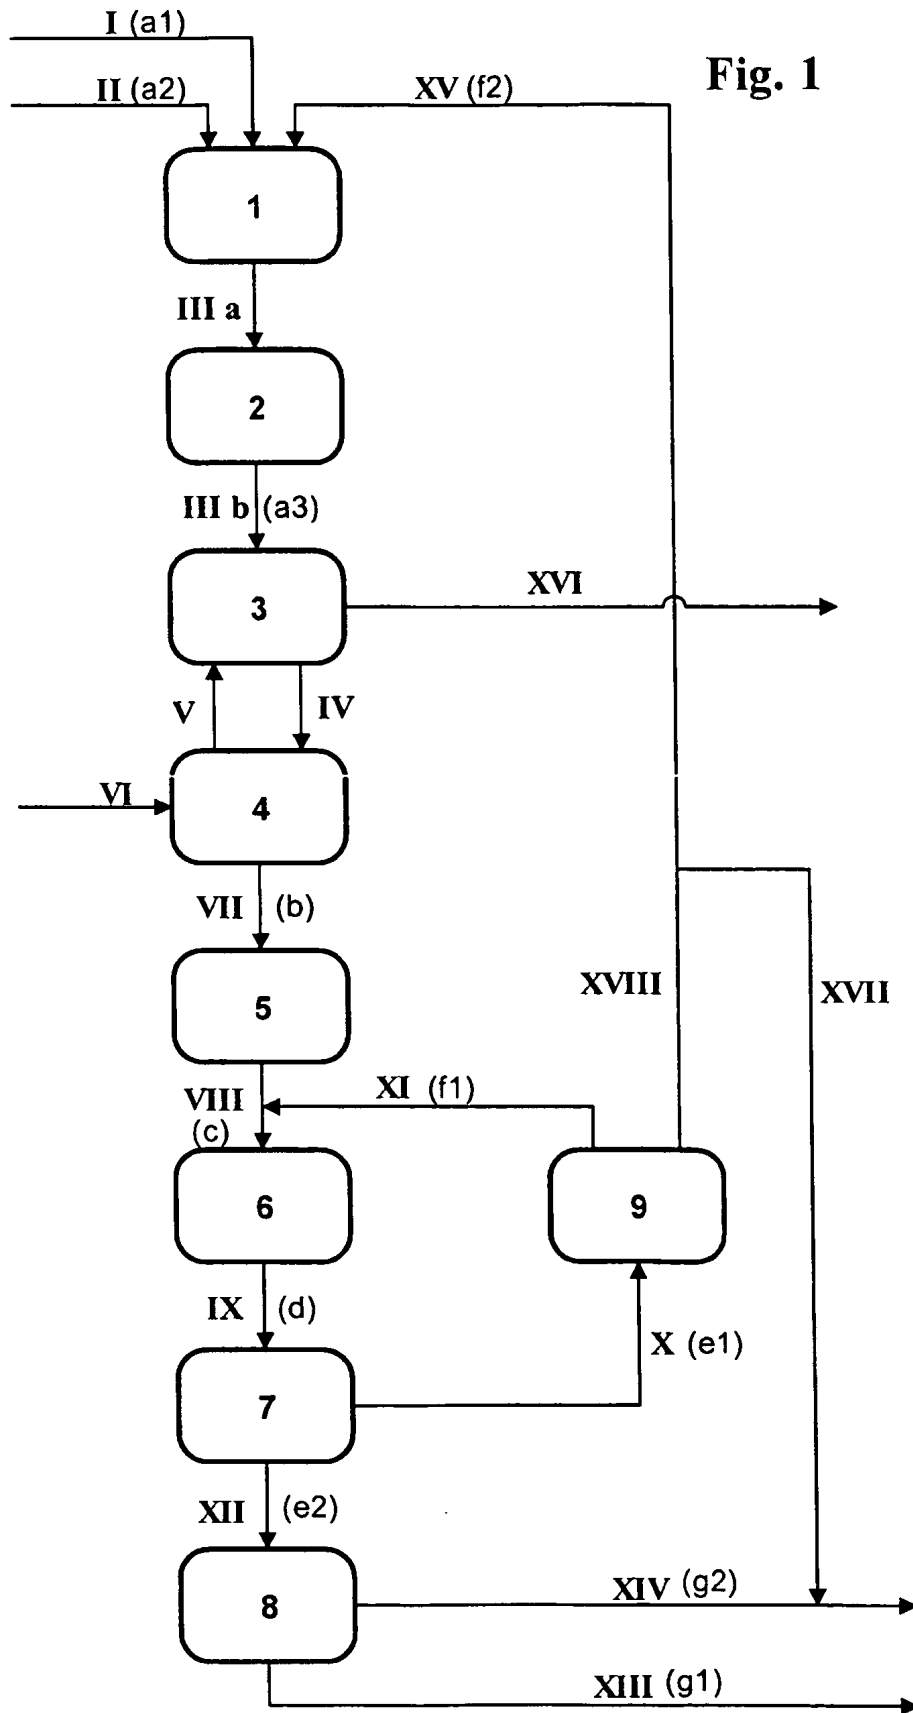 I (a1)
Fig. 1
II (a2)
XV (f2)
1
III a
2
III b (a3)
3
XVI
V
IV
VI
4
VII (b)
5
XVIII
XVII
VIII
(c)
XI (f1)
6
9
IX (d)
X (e1)
7
XII (e2)
8
XIV (g2)
XIII (g1)